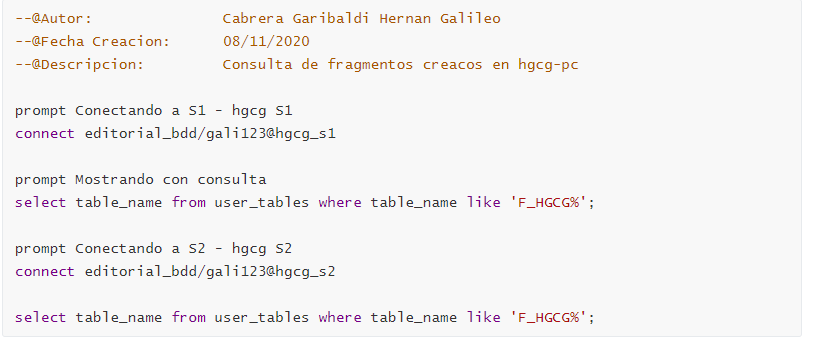 --@Autor: Cabrera Garibaldi Hernan Galileo
--@Fecha Creacion: 08/11/2020
--@Descripcion: Consulta de fragmentos creacos en hgcg-pc
prompt Conectando a S1 - hgcg S1
connect editorial_bdd/gali123@hgcg_s1
prompt Mostrando con consulta
select table_name from user_tables where table_name like 'F_HGCG%';
prompt Conectando a S2 - hgcg S2
connect editorial_bdd/gali123@hgcg_s2
select table_name from user_tables where table_name like 'F_HGCG%';